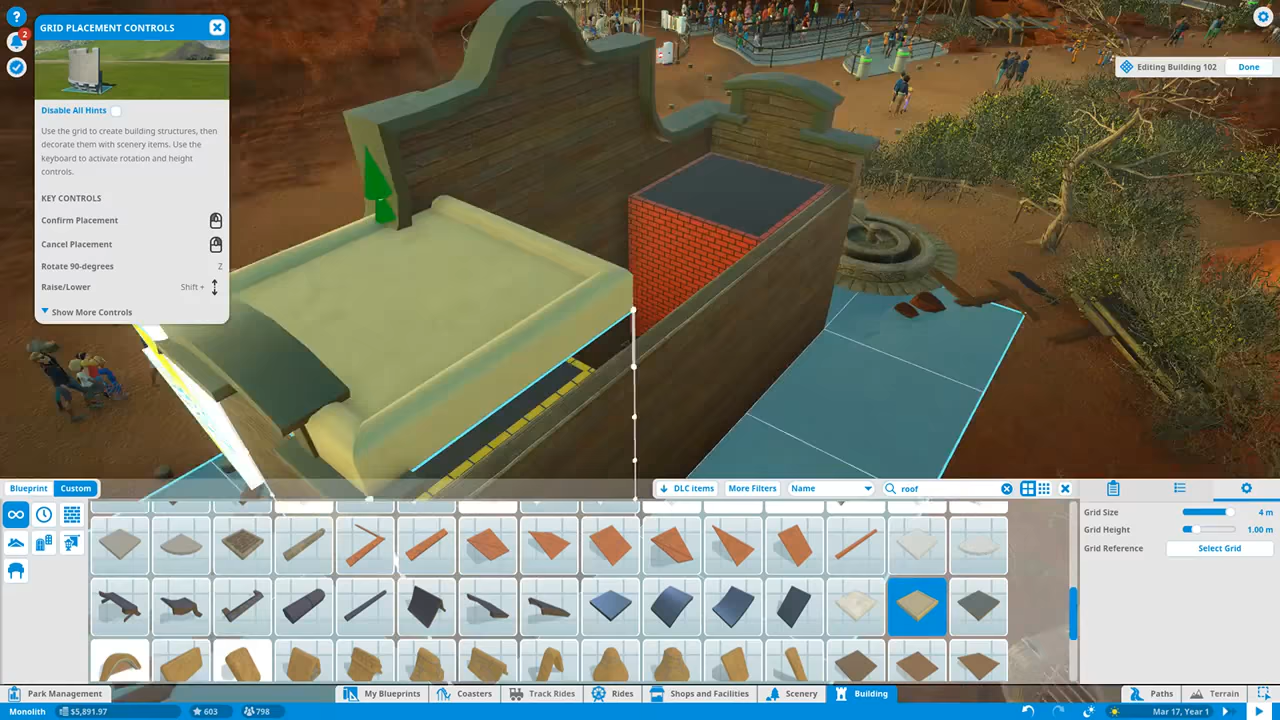 GRID PLACEMENT CONTROLS
?
2
Disable All Hints
Use the grid to create building structures, then
decorate them with scenery items. Use the
keyboard to activate rotation and height
controls.
KEY CONTROLS
Confirm Placement
Cancel Placement
Rotate 90-degrees Z
Raise/Lower Shift +
Show More Controls
Editing Building 102 Done
Blueprint Custom
DLC items More Filters Name roof
Grid Size 4 m
Grid Height 1.00 m
Grid Reference Select Grid
Park Management My Blueprints Coasters Track Rides Rides Shops and Facilities Scenery Building Paths Terrain
Monolith $5,891.97 603 798 Mar 17, Year 1